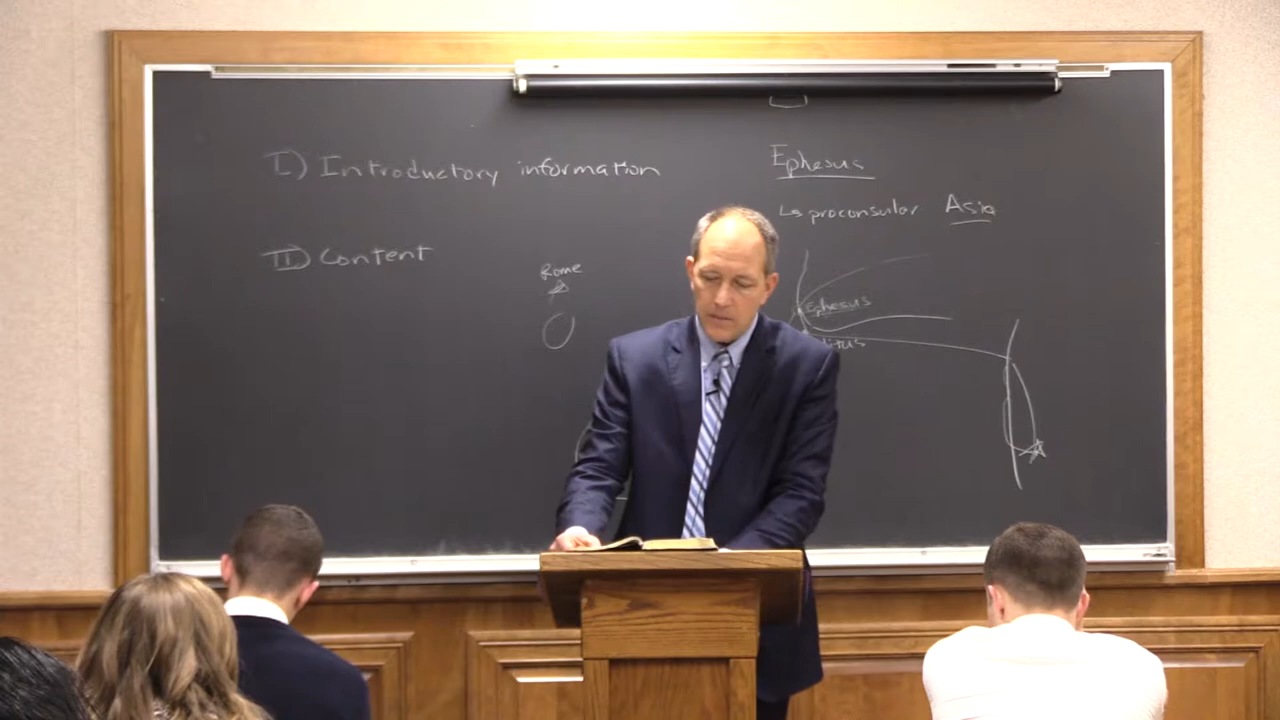 I) Introductory information
II) Content
Rome
Ephesus
↳ proconsular Asia
Ephesus